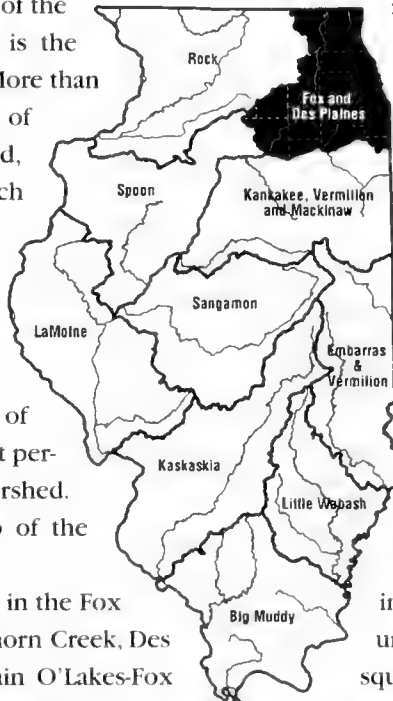 of the
is the
More than
of
d,
ch
of
t per-
rshed.
of the
in the Fox
horn Creek, Des
ain O'Lakes-Fox
Rock
Fox and
Des Plaines
Spoon
Kankakee, Vermilion
and Mackinaw
Sangamon
LaMoine
Embarras
&
Vermilion
Kaskaskia
Little Wabash
Big Muddy
in
squ